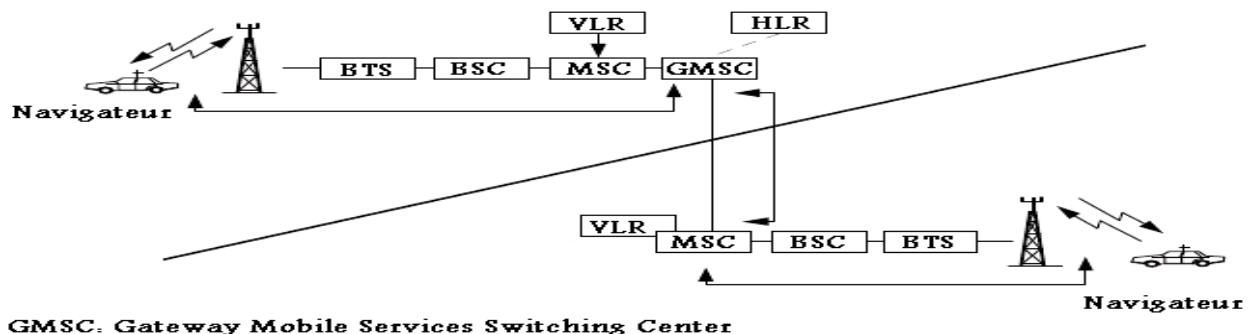 VLR HLR
BTS BSC MSC GMSC
Navigateur
VLR
MSC BSC BTS
Navigateur
GMSC: Gateway Mobile Services Switching Center